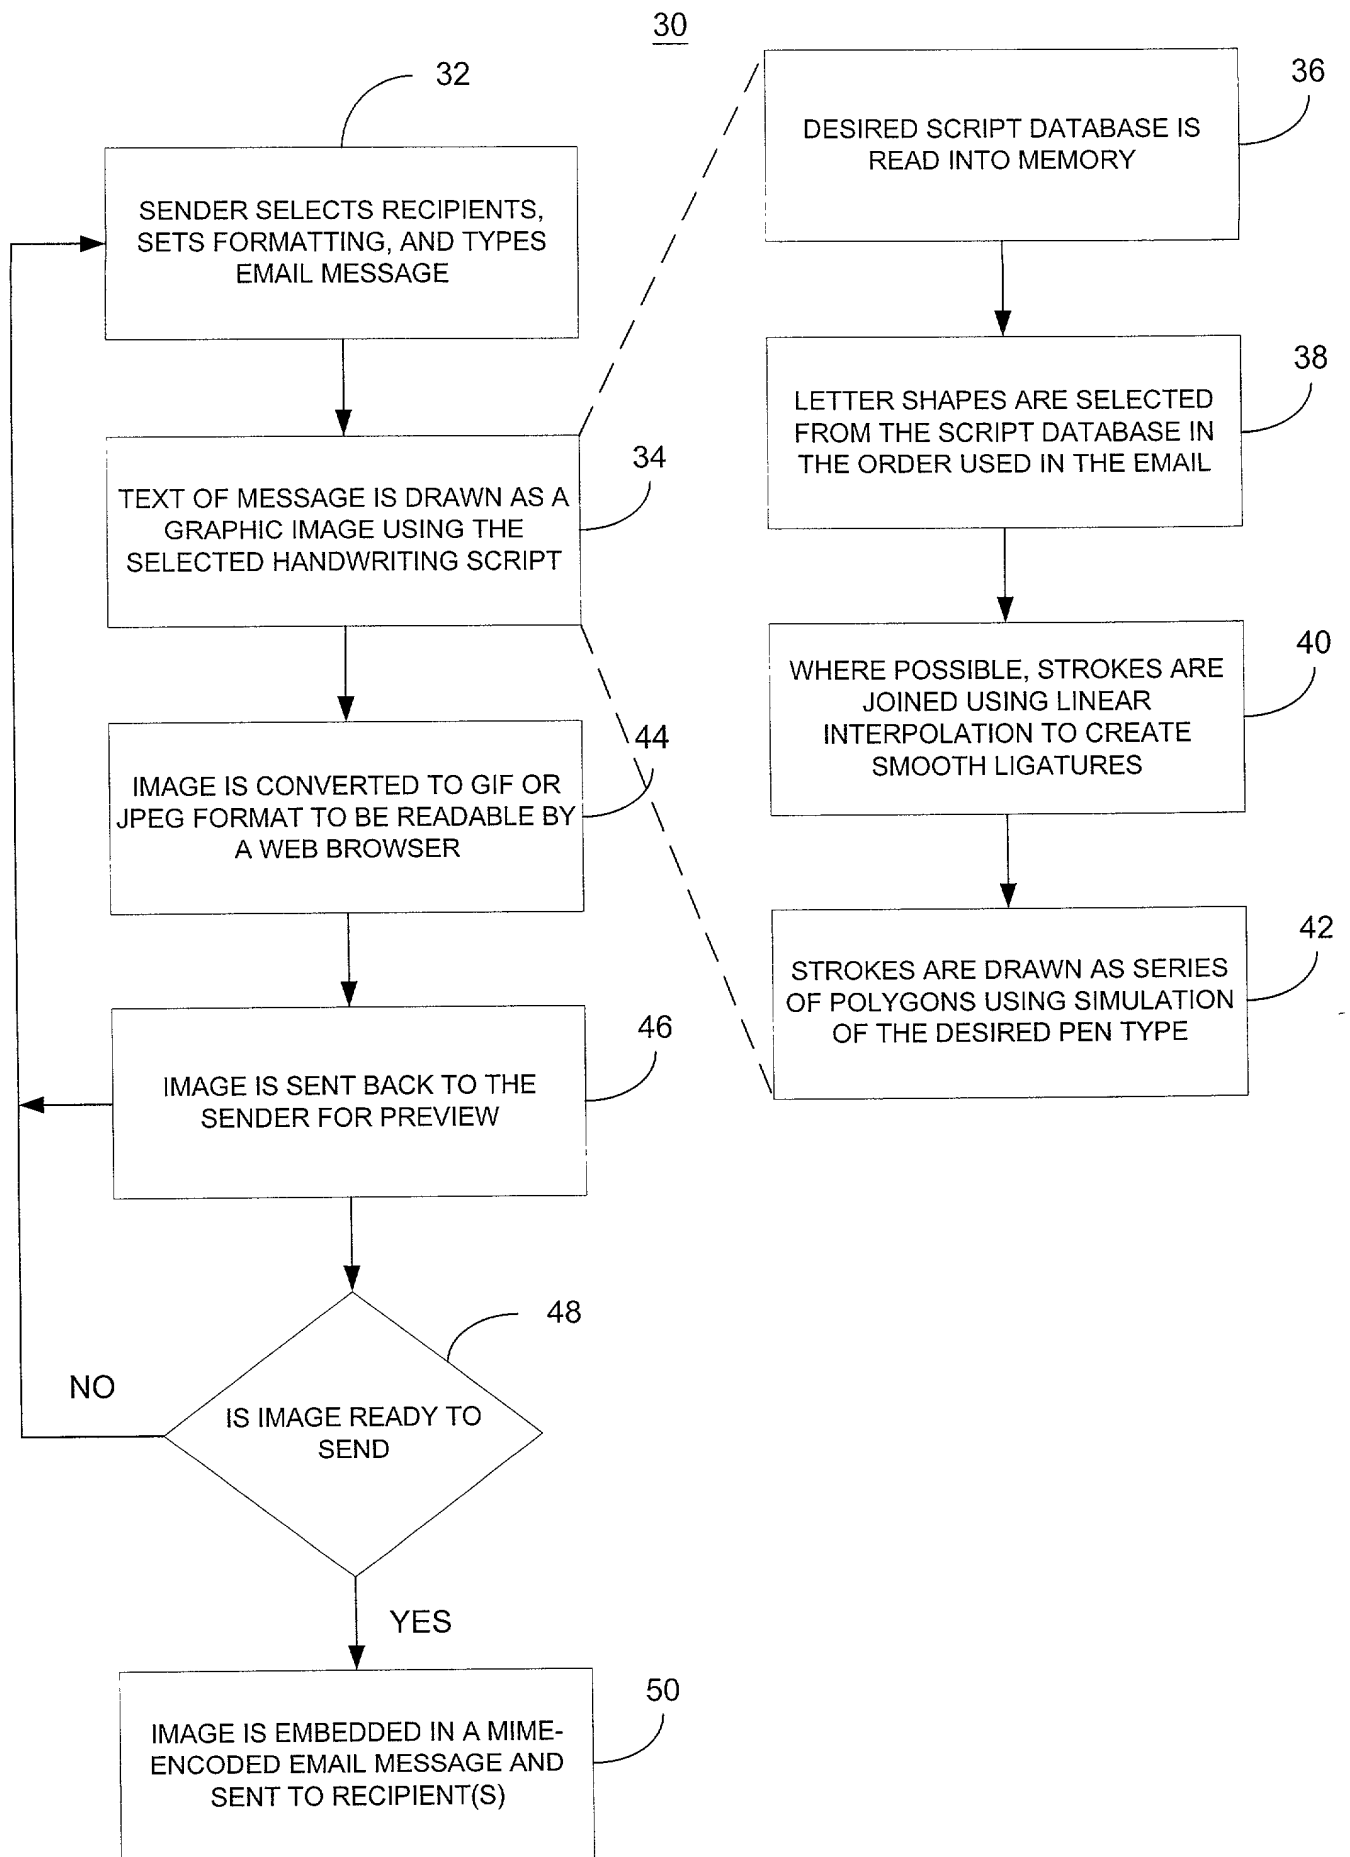 30
32
SENDER SELECTS RECIPIENTS,
SETS FORMATTING, AND TYPES
EMAIL MESSAGE
34
TEXT OF MESSAGE IS DRAWN AS A
GRAPHIC IMAGE USING THE
SELECTED HANDWRITING SCRIPT
44
IMAGE IS CONVERTED TO GIF OR
JPEG FORMAT TO BE READABLE BY
A WEB BROWSER
46
IMAGE IS SENT BACK TO THE
SENDER FOR PREVIEW
48
NO
IS IMAGE READY TO
SEND
YES
50
IMAGE IS EMBEDDED IN A MIME-
ENCODED EMAIL MESSAGE AND
SENT TO RECIPIENT(S)
36
DESIRED SCRIPT DATABASE IS
READ INTO MEMORY
38
LETTER SHAPES ARE SELECTED
FROM THE SCRIPT DATABASE IN
THE ORDER USED IN THE EMAIL
40
WHERE POSSIBLE, STROKES ARE
JOINED USING LINEAR
INTERPOLATION TO CREATE
SMOOTH LIGATURES
42
STROKES ARE DRAWN AS SERIES
OF POLYGONS USING SIMULATION
OF THE DESIRED PEN TYPE